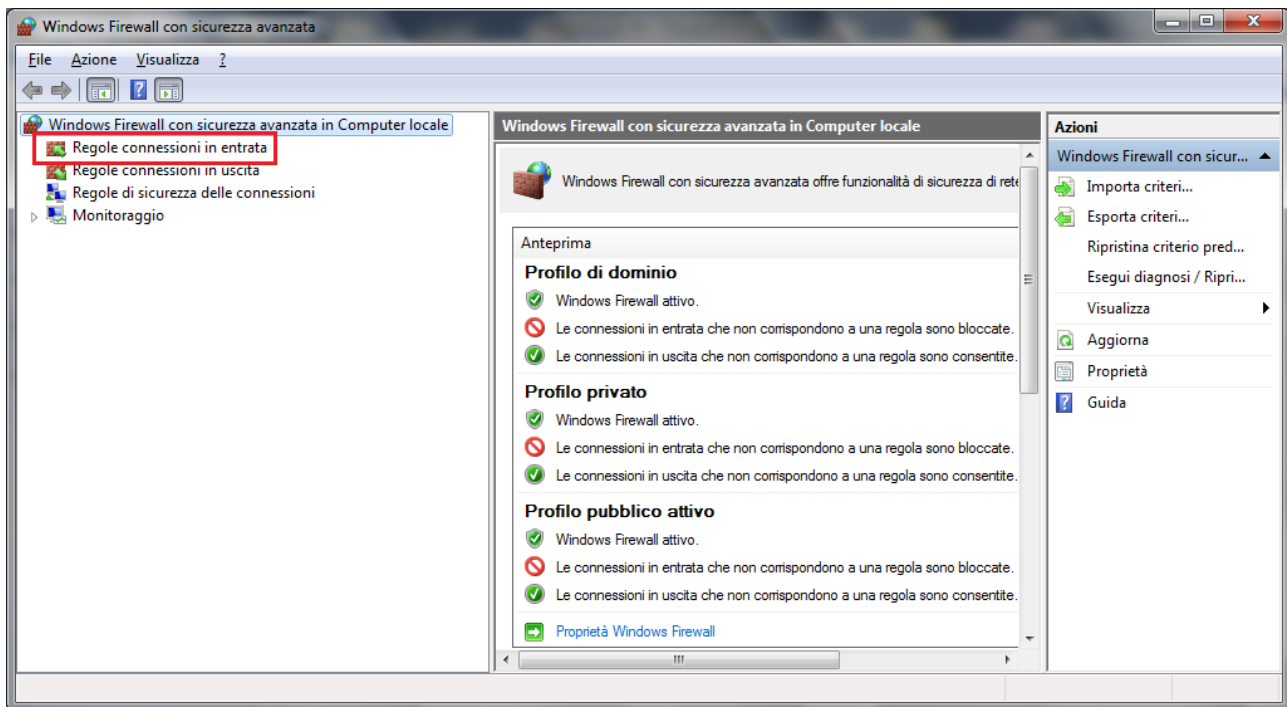 Windows Firewall con sicurezza avanzata
File Azione Visualizza ?
Windows Firewall con sicurezza avanzata in Computer locale
Regole connessioni in entrata
Regole connessioni in uscita
Regole di sicurezza delle connessioni
Monitoraggio
Windows Firewall con sicurezza avanzata in Computer locale
Windows Firewall con sicurezza avanzata offre funzionalità di sicurezza di rete
Anteprima
Profilo di dominio
Windows Firewall attivo.
Le connessioni in entrata che non corrispondono a una regola sono bloccate.
Le connessioni in uscita che non corrispondono a una regola sono consentite.
Profilo privato
Windows Firewall attivo.
Le connessioni in entrata che non corrispondono a una regola sono bloccate.
Le connessioni in uscita che non corrispondono a una regola sono consentite.
Profilo pubblico attivo
Windows Firewall attivo.
Le connessioni in entrata che non corrispondono a una regola sono bloccate.
Le connessioni in uscita che non corrispondono a una regola sono consentite.
Proprietà Windows Firewall
Azioni
Windows Firewall con sicur...
Importa criteri...
Esporta criteri...
Ripristina criterio pred...
Esegui diagnosi / Ripri...
Visualizza
Aggiorna
Proprietà
Guida